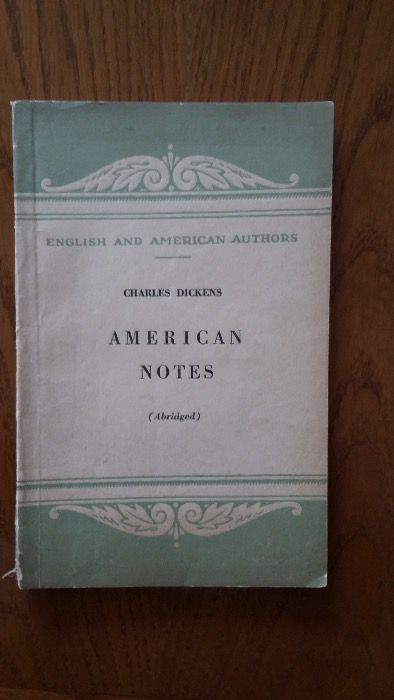 ENGLISH AND AMERICAN AUTHORS
CHARLES DICKENS
AMERICAN
NOTES
(Abridged)